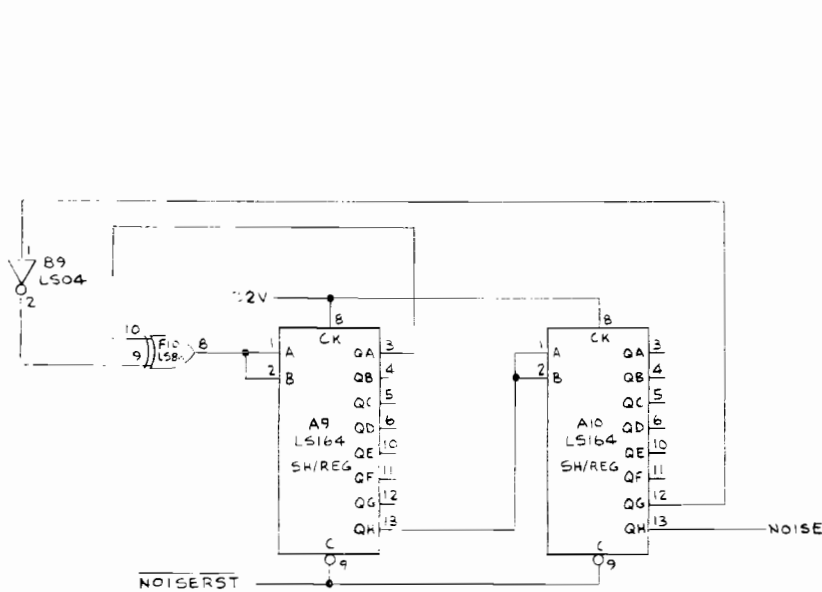 1
B9
LS04
2
32V
10
F10
8
9
LS8
8
CK
1
A
QA
3
2
B
QB
4
QC
5
A9
QD
6
LS164
QE
10
SH/REG
QF
11
QG
12
QH
13
C
9
8
CK
1
A
QA
3
2
B
QB
4
QC
5
A10
QD
6
LS164
QE
10
SH/REG
QF
11
QG
12
QH
13
NOISE
C
9
NOISERST